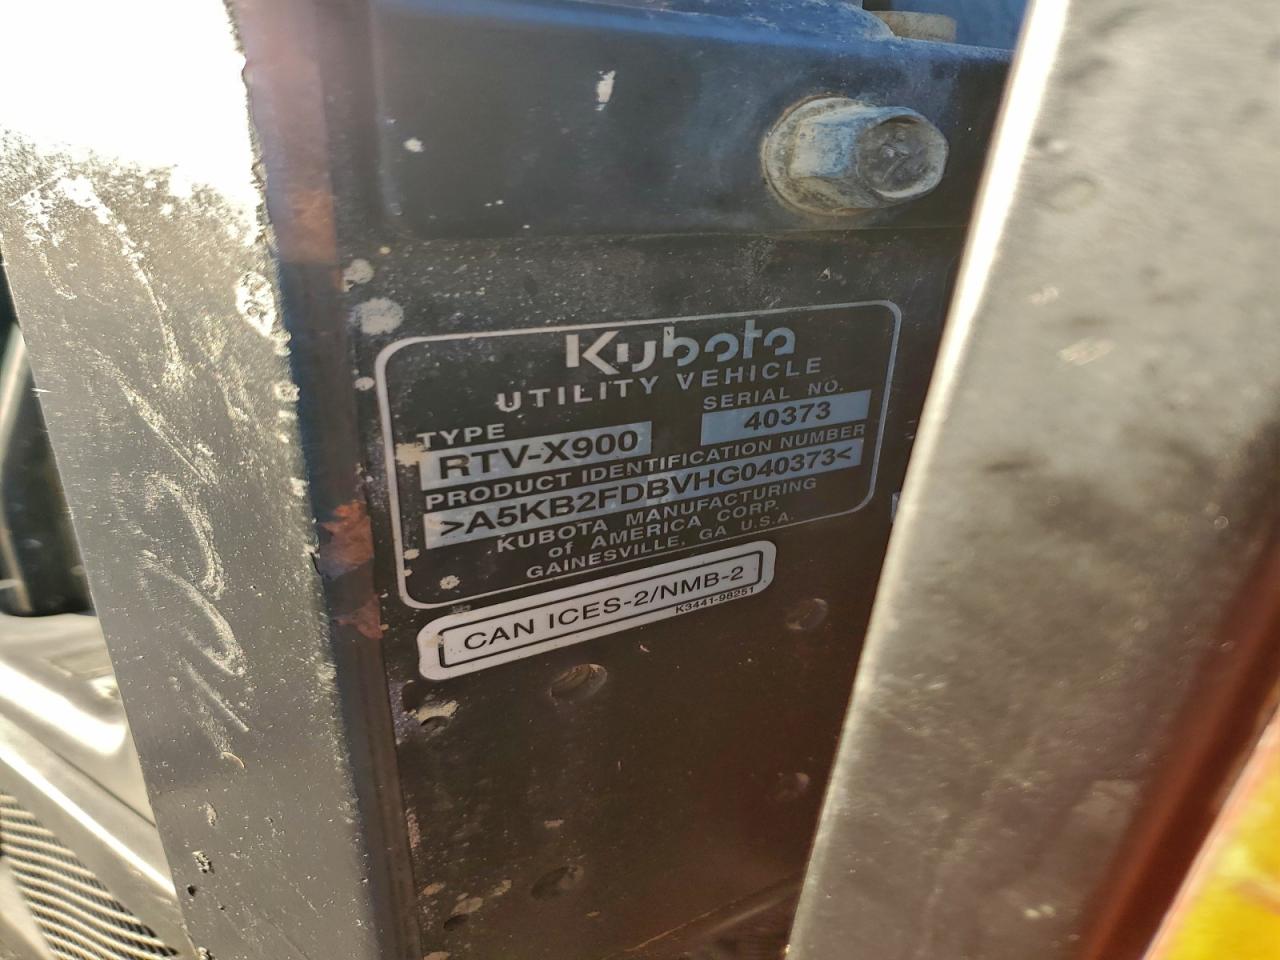 Kubota
UTILITY VEHICLE
TYPE
SERIAL NO.
RTV-X900
40373
PRODUCT IDENTIFICATION NUMBER
>A5KB2FDBVHG040373<
KUBOTA MANUFACTURING
of AMERICA CORP.
GAINESVILLE, GA U.S.A.
CAN ICES-2/NMB-2
K3441-98251